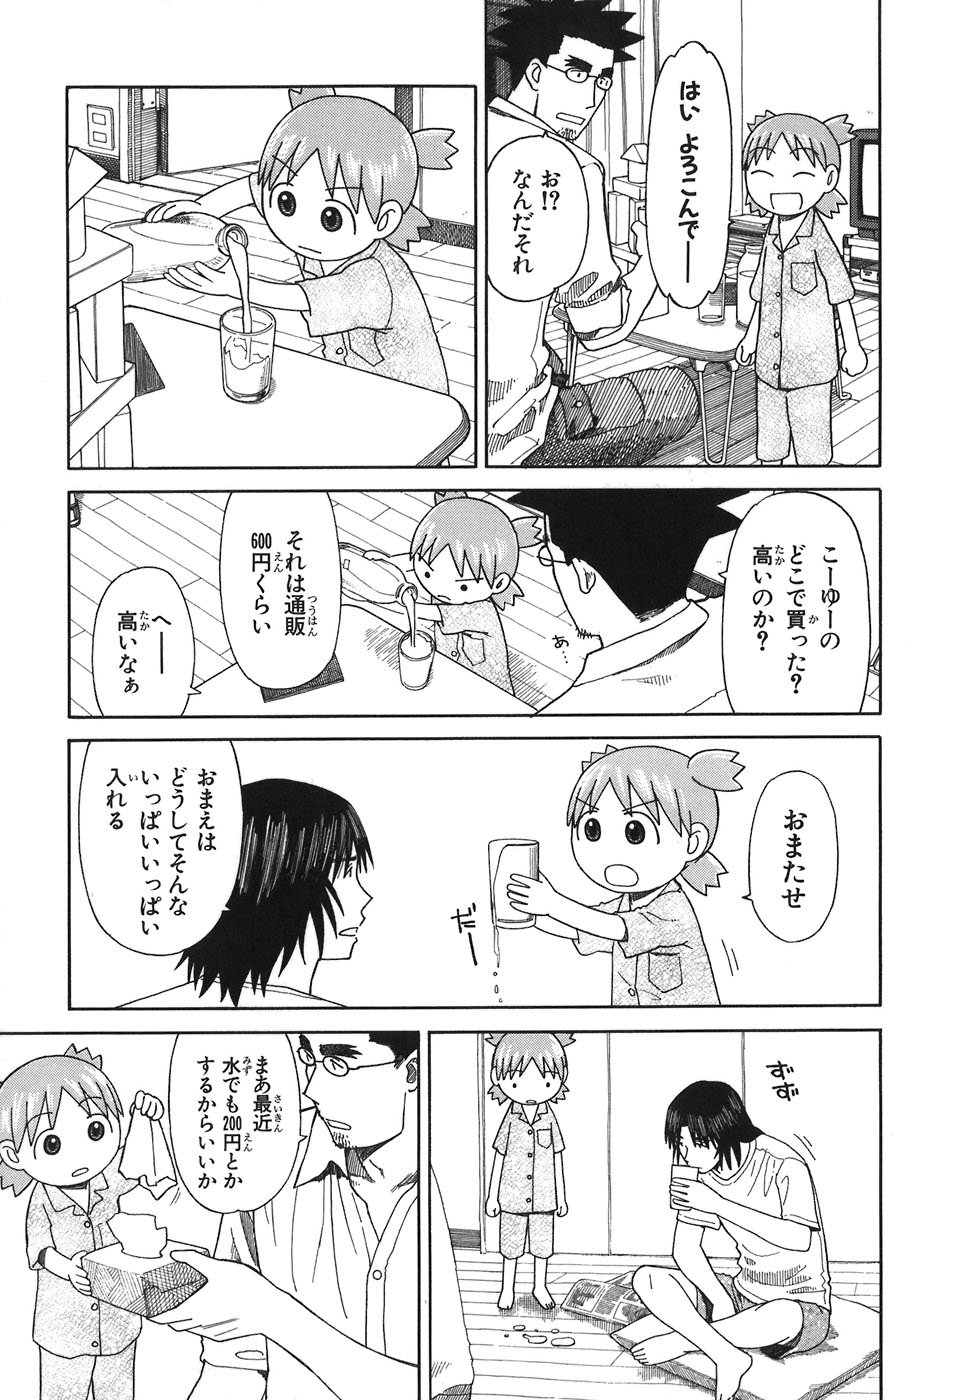 はい よろこんでーー
お!?
なんだそれ
こーゆーの
どこで買った?
高いのか?
あ…
それは通販
600円くらい
へーー
高いなぁ
おまたせ
だー
おまえは
どうしてそんな
いっぱいいっぱい
入れる
ずず
まあ最近
水でも200円とか
するからいいか